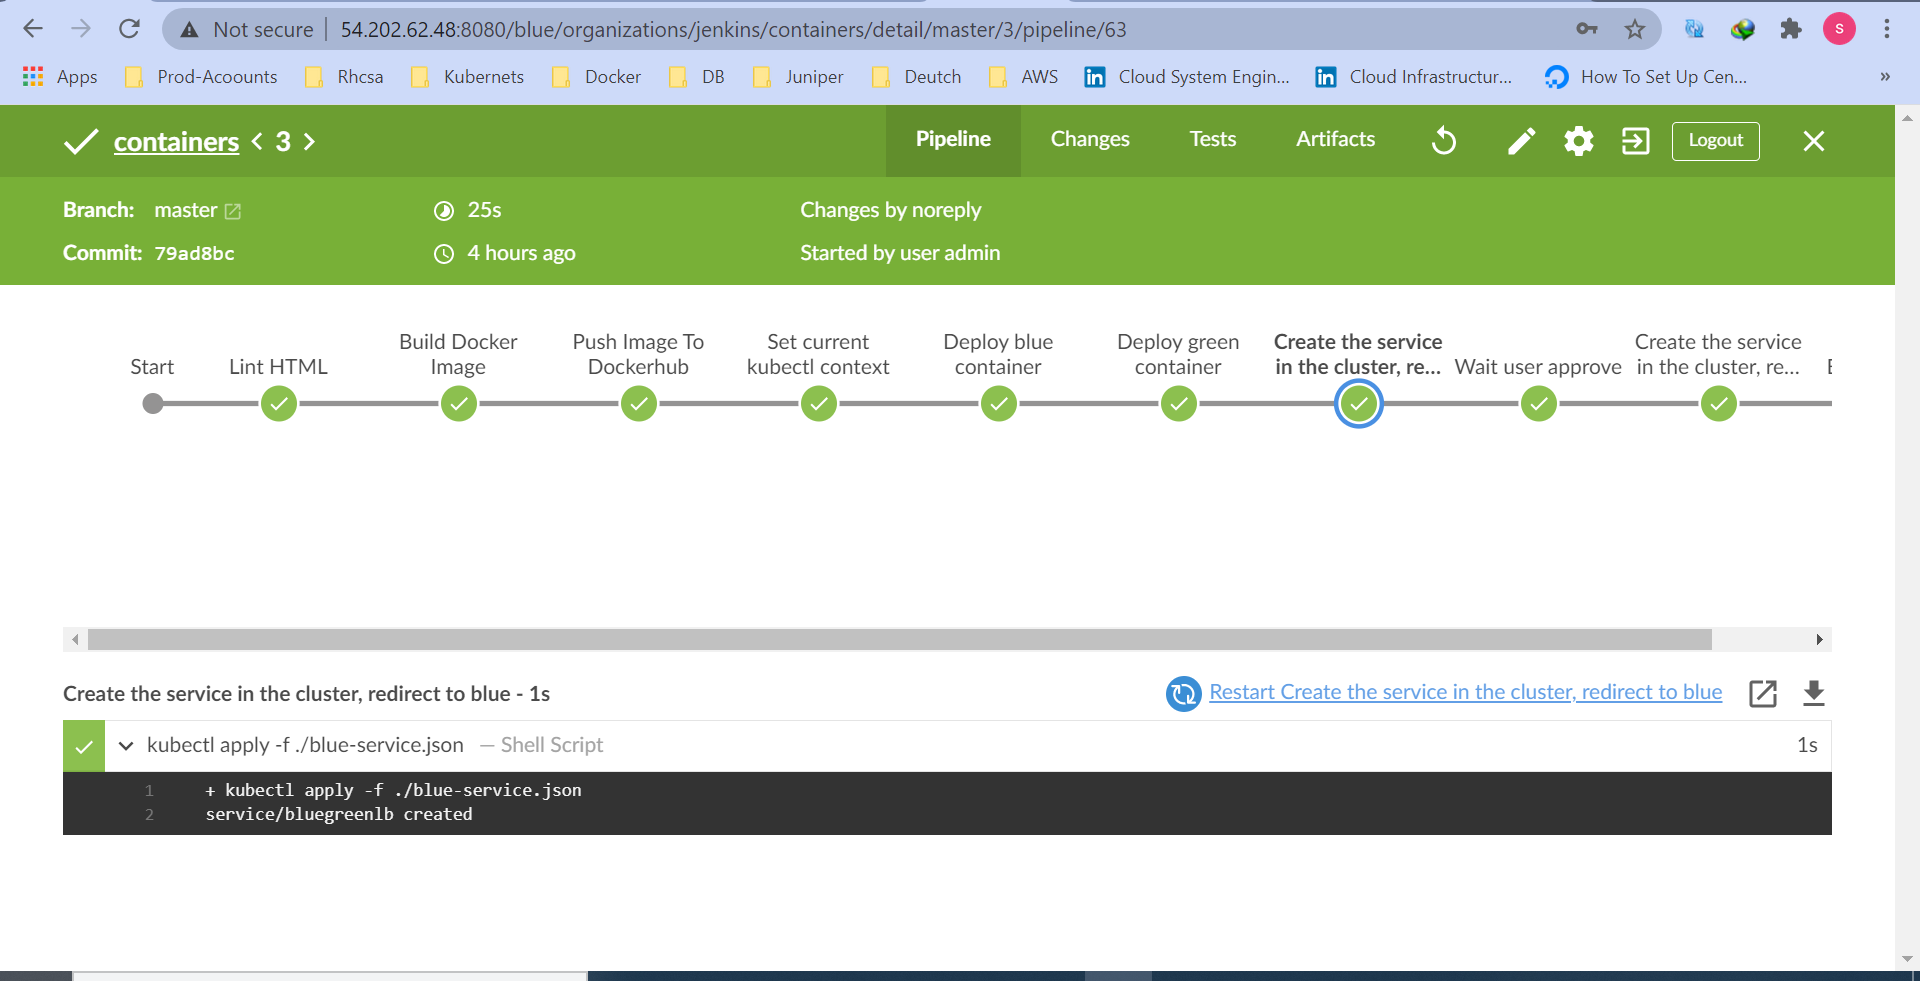 Not secure 54.202.62.48:8080/blue/organizations/jenkins/containers/detail/master/3/pipeline/63
S
Apps Prod-Acoounts Rhcsa Kubernets Docker DB Juniper Deutch AWS in Cloud System Engin... in Cloud Infrastructur... How To Set Up Cen... »
containers < 3 > Pipeline Changes Tests Artifacts Logout
Branch: master 25s Changes by noreply
Commit: 79ad8bc 4 hours ago Started by user admin
Start
Lint HTML
Build Docker
Image
Push Image To
Dockerhub
Set current
kubectl context
Deploy blue
container
Deploy green
container
Create the service
in the cluster, re...
Wait user approve
Create the service
in the cluster, re...
Create the service in the cluster, redirect to blue - 1s
Restart Create the service in the cluster, redirect to blue
kubectl apply -f ./blue-service.json — Shell Script 1s
1 + kubectl apply -f ./blue-service.json
2 service/bluegreenlb created